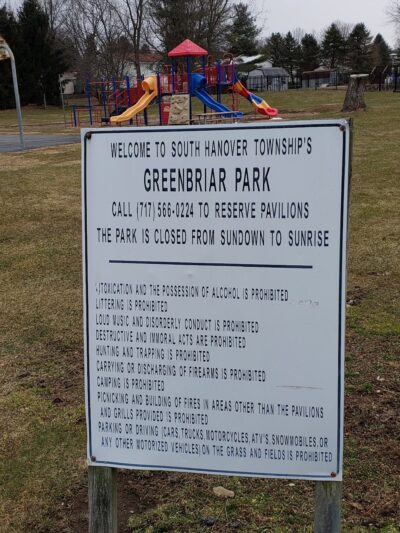 WELCOME TO SOUTH HANOVER TOWNSHIP'S
GREENBRIAR PARK
CALL (717) 566-0224 TO RESERVE PAVILIONS
THE PARK IS CLOSED FROM SUNDOWN TO SUNRISE
INTOXICATION AND THE POSSESSION OF ALCOHOL IS PROHIBITED
LITTERING IS PROHIBITED
LOUD MUSIC AND DISORDERLY CONDUCT IS PROHIBITED
DESTRUCTIVE AND IMMORAL ACTS ARE PROHIBITED
HUNTING AND TRAPPING IS PROHIBITED
CARRYING OR DISCHARGING OF FIREARMS IS PROHIBITED
CAMPING IS PROHIBITED
PICNICKING AND BUILDING OF FIRES IN AREAS OTHER THAN THE PAVILIONS
AND GRILLS PROVIDED IS PROHIBITED
PARKING OR DRIVING (CARS,TRUCKS,MOTORCYCLES,ATV'S,SNOWMOBILES,OR
ANY OTHER MOTORIZED VEHICLES) ON THE GRASS AND FIELDS IS PROHIBITED